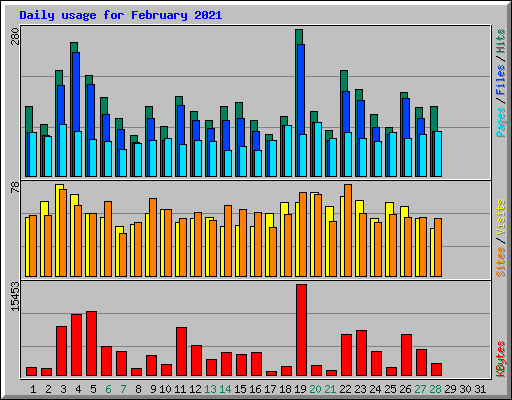 Daily usage for February 2021
280
Pages / Files / Hits
78
Sites / Visits
15453
KBytes
1 2 3 4 5 6 7 8 9 10 11 12 13 14 15 16 17 18 19 20 21 22 23 24 25 26 27 28 29 30 31